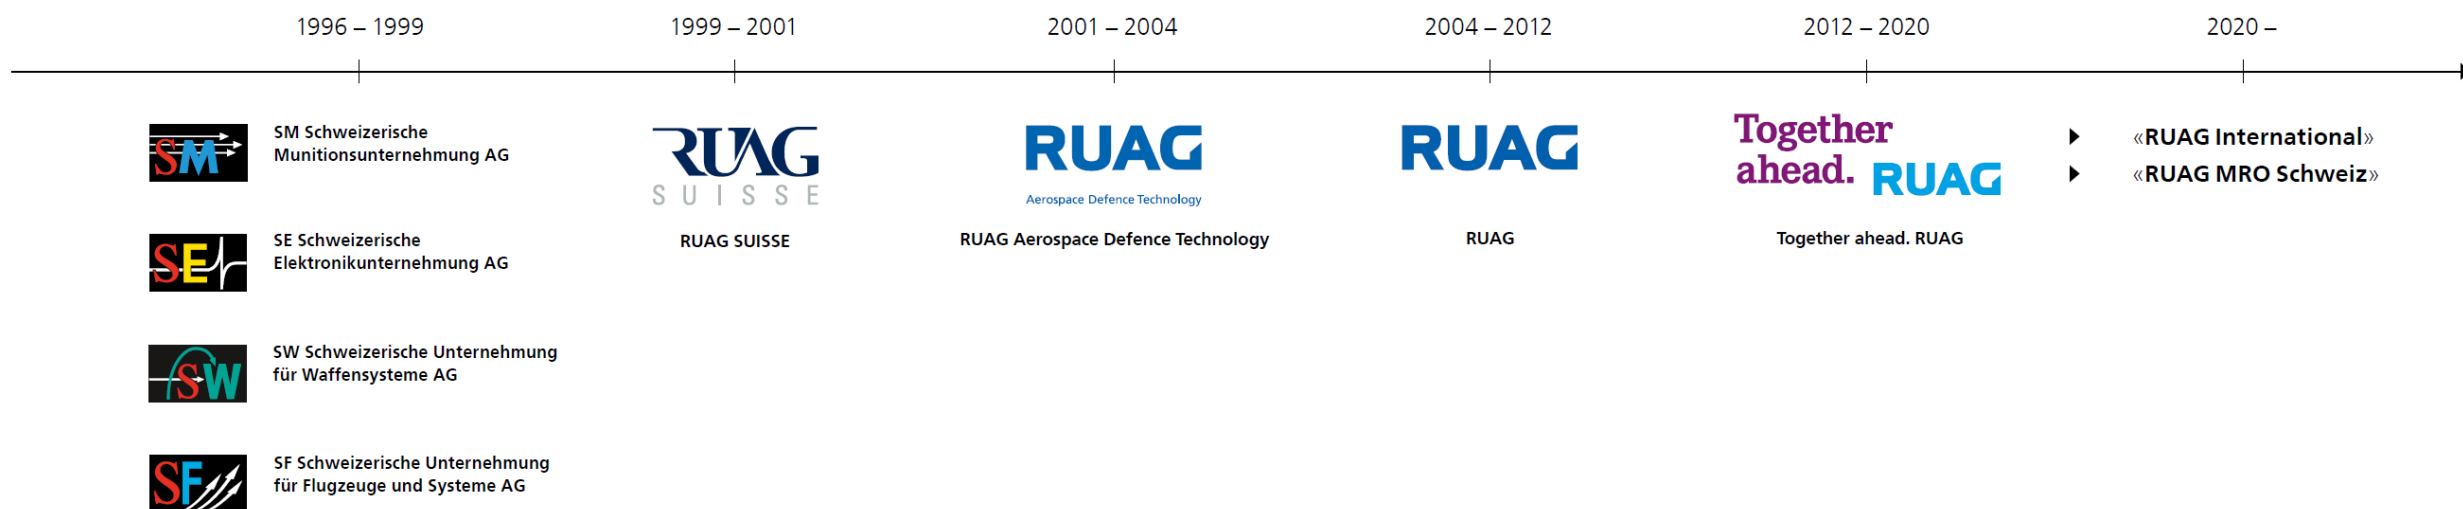 1996 – 1999
1999 – 2001
2001 – 2004
2004 – 2012
2012 – 2020
2020 –
SM
SM Schweizerische
Munitionsunternehmung AG
SE
SE Schweizerische
Elektronikunternehmung AG
SW
SW Schweizerische Unternehmung
für Waffensysteme AG
SF
SF Schweizerische Unternehmung
für Flugzeuge und Systeme AG
RUAG
SUISSE
RUAG SUISSE
RUAG
Aerospace Defence Technology
RUAG Aerospace Defence Technology
RUAG
RUAG
Together
ahead. RUAG
Together ahead. RUAG
«RUAG International»
«RUAG MRO Schweiz»